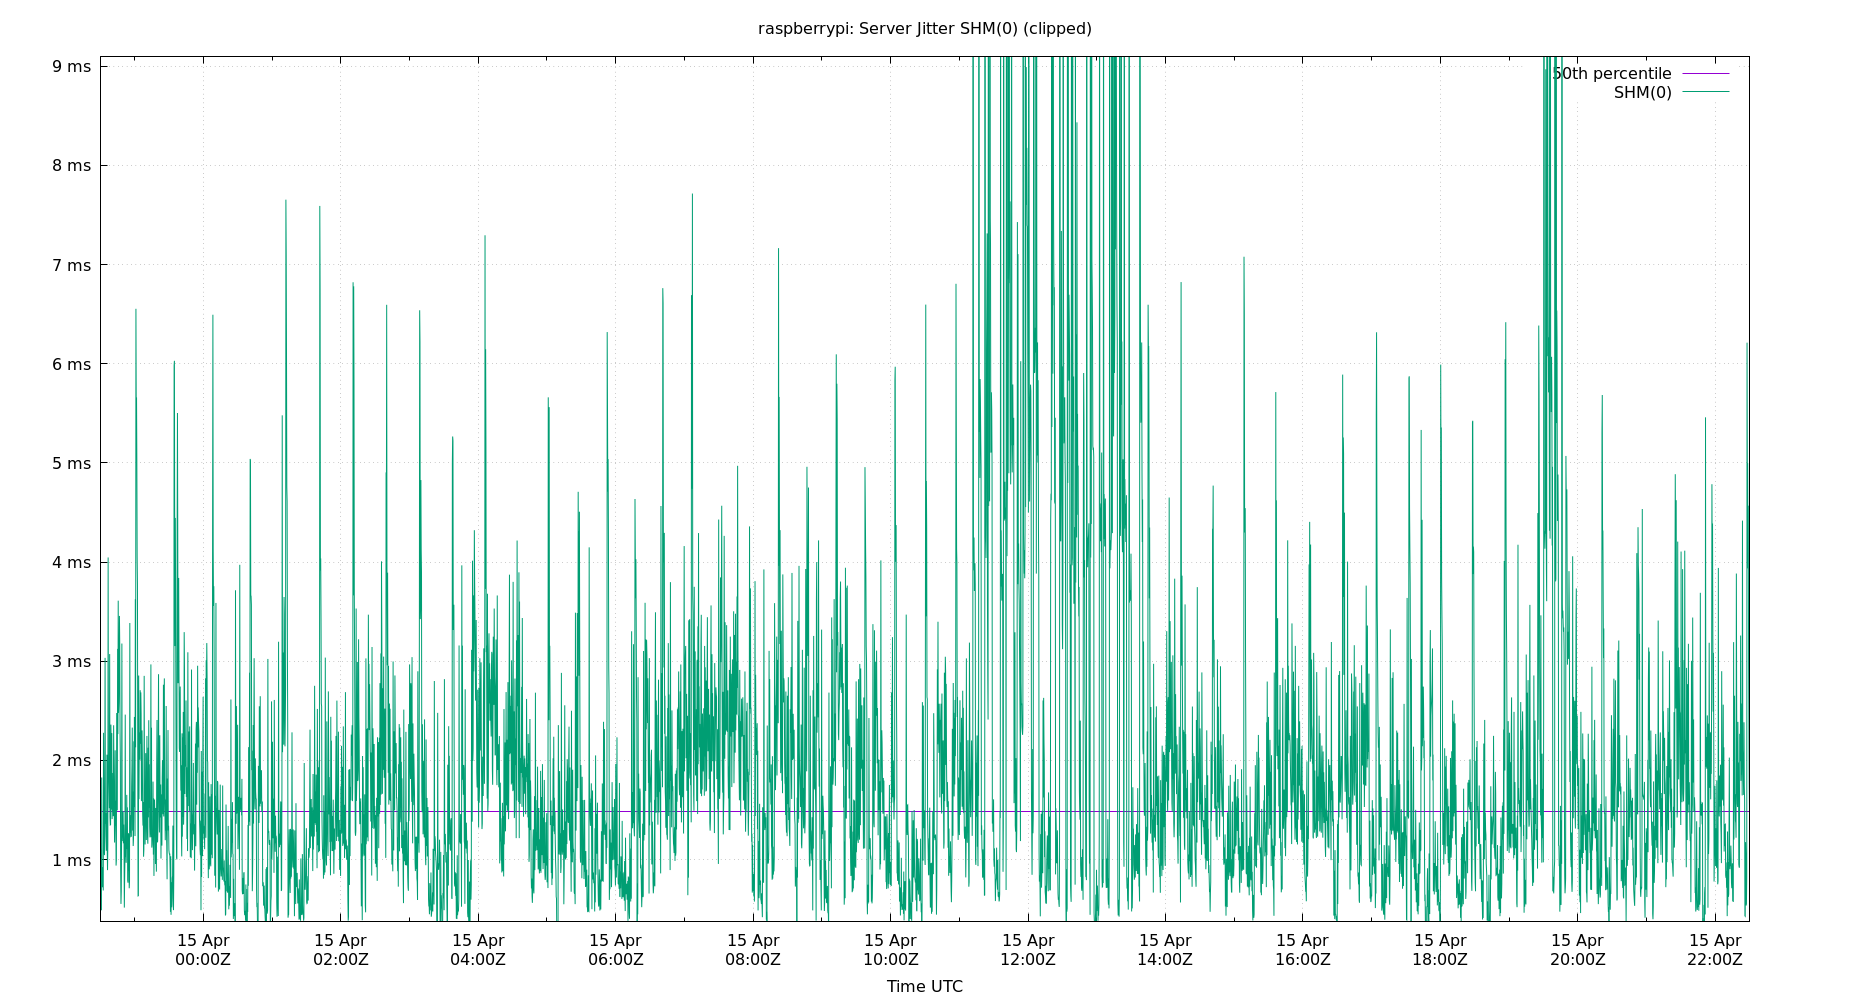 raspberrypi: Server Jitter SHM(0) (clipped)
9 ms
8 ms
7 ms
6 ms
5 ms
4 ms
3 ms
2 ms
1 ms
50th percentile
SHM(0)
15 Apr 15 Apr 15 Apr 15 Apr 15 Apr 15 Apr 15 Apr 15 Apr 15 Apr 15 Apr 15 Apr 15 Apr
00:00Z 02:00Z 04:00Z 06:00Z 08:00Z 10:00Z 12:00Z 14:00Z 16:00Z 18:00Z 20:00Z 22:00Z
Time UTC